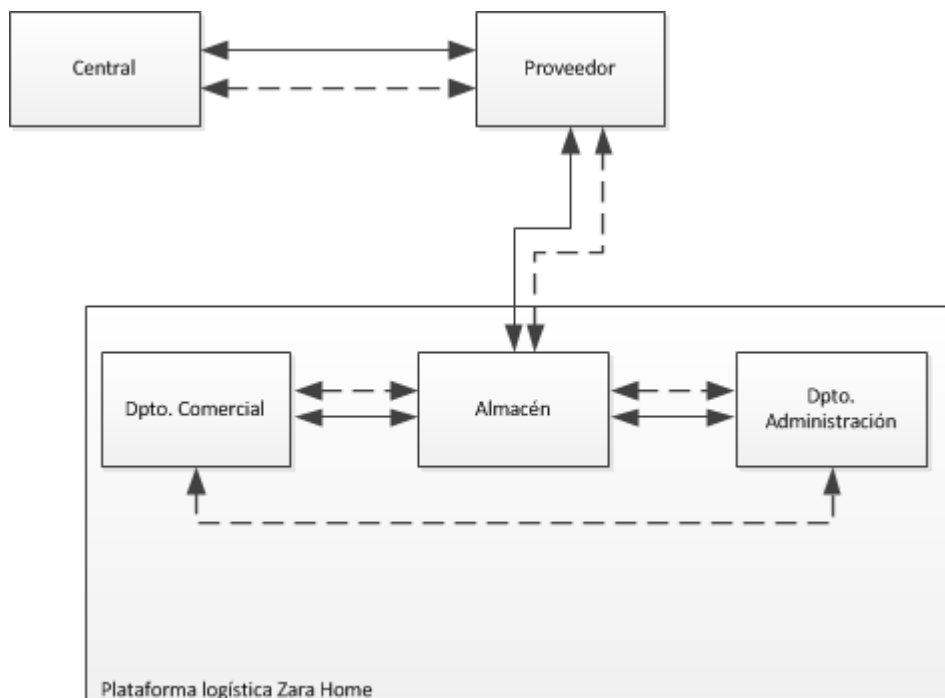 Central
Proveedor
Dpto. Comercial
Almacén
Dpto.
Administración
Plataforma logística Zara Home